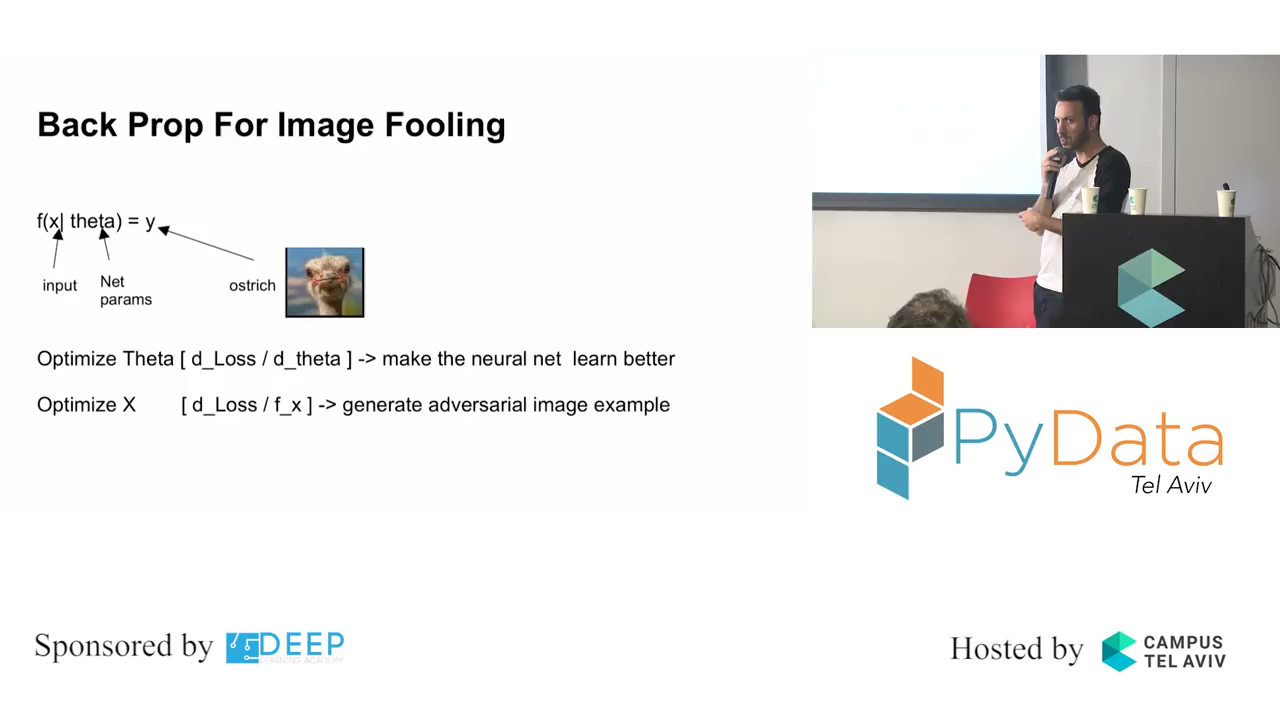 Back Prop For Image Fooling
f(x| theta) = y
input
Net
params
ostrich
Optimize Theta [ d_Loss / d_theta ] -> make the neural net learn better
Optimize X [ d_Loss / f_x ] -> generate adversarial image example
PyData
Tel Aviv
Sponsored by
DEEP
LEARNING ACADEMY
Hosted by
CAMPUS
TEL AVIV